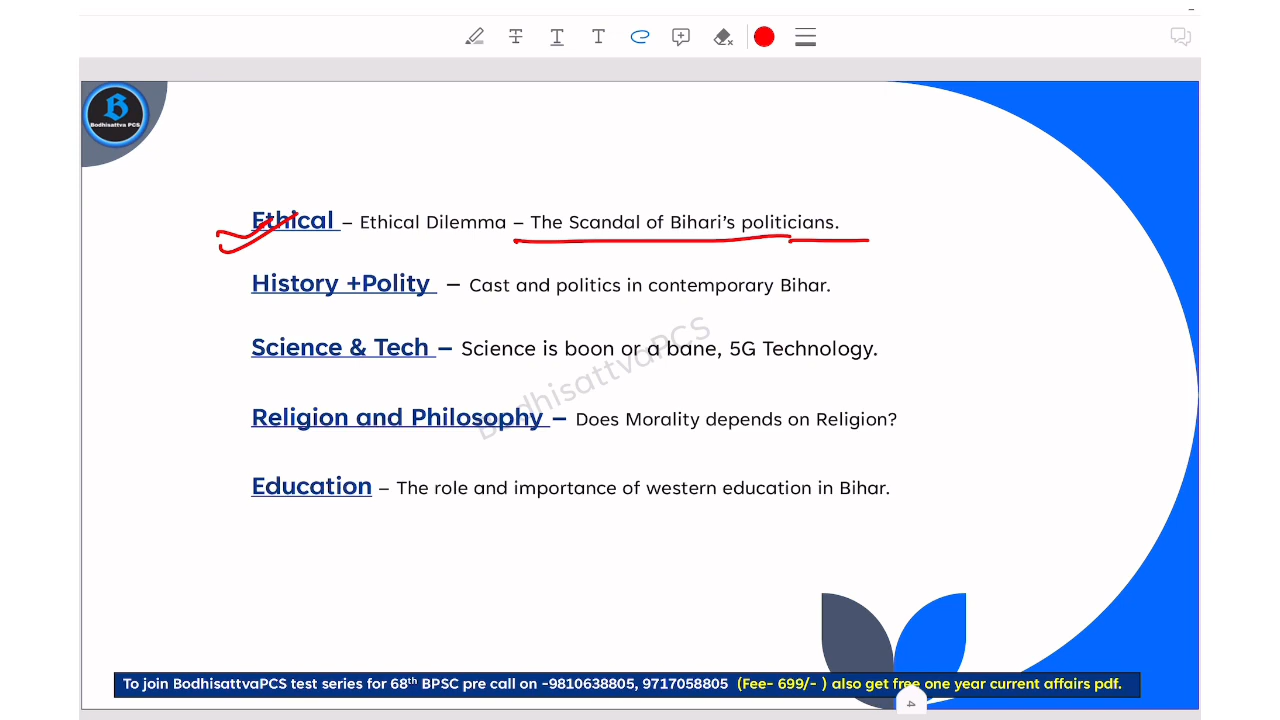 B
Bodhisattva PCS
Ethical – Ethical Dilemma – The Scandal of Bihari's politicians.
History +Polity – Cast and politics in contemporary Bihar.
Science & Tech – Science is boon or a bane, 5G Technology.
Religion and Philosophy – Does Morality depends on Religion?
Education – The role and importance of western education in Bihar.
BodhisattvaPCS
To join BodhisattvaPCS test series for 68th BPSC pre call on -9810638805, 9717058805 (Fee- 699/- ) also get free one year current affairs pdf.
4